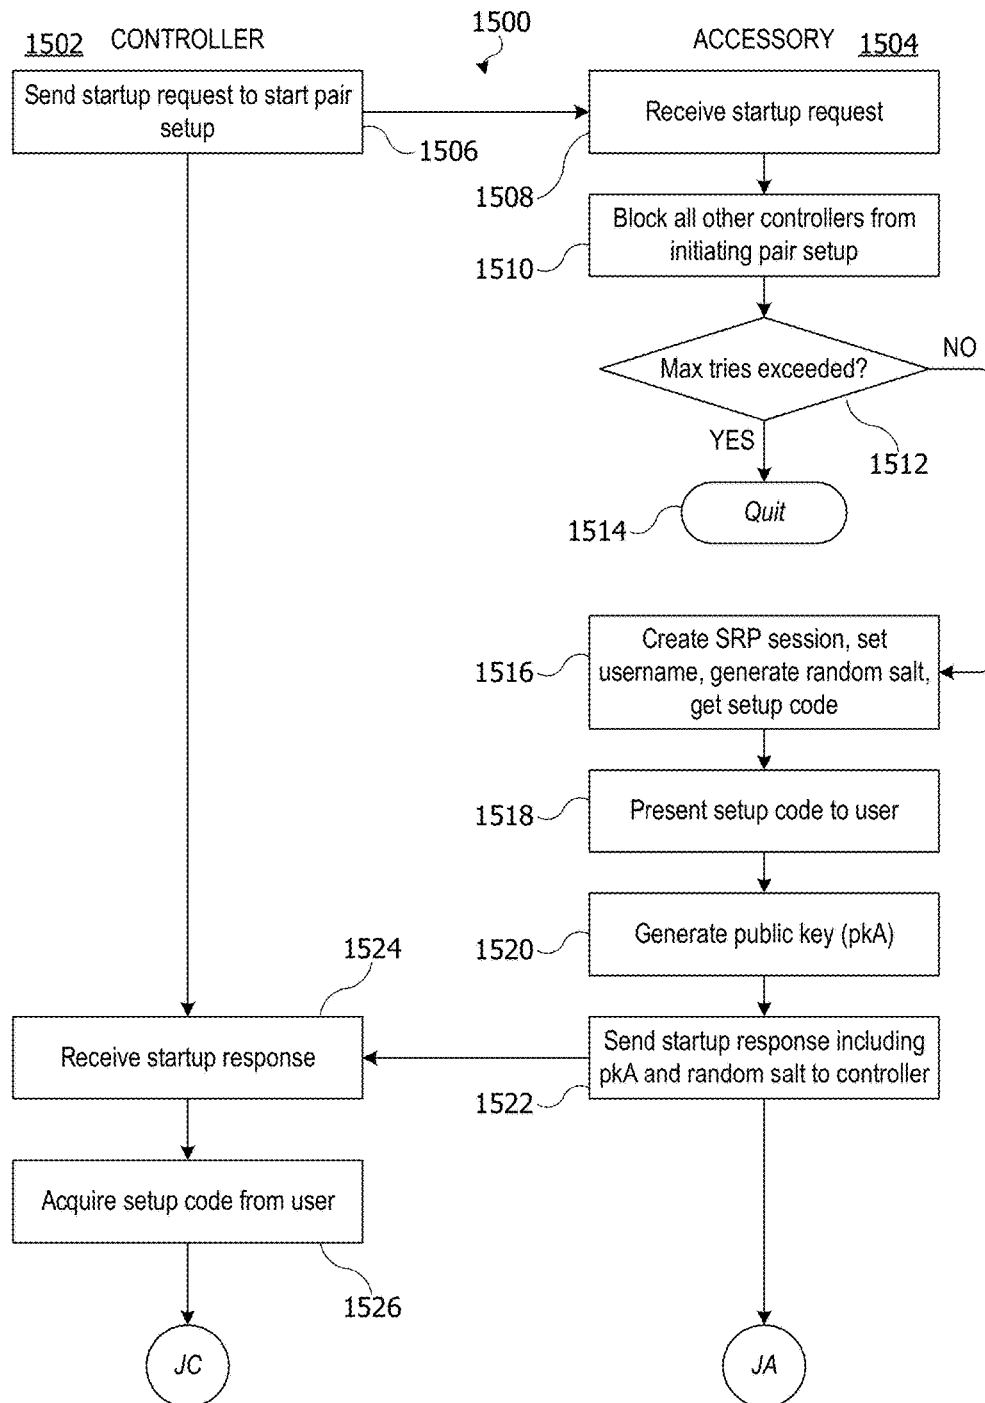 1500
1502 CONTROLLER
ACCESSORY 1504
Send startup request to start pair
setup
1506
Receive startup request
1508
Block all other controllers from
initiating pair setup
1510
Max tries exceeded?
NO
YES
1512
Quit
1514
Create SRP session, set
username, generate random salt,
get setup code
1516
Present setup code to user
1518
Generate public key (pkA)
1520
1524
Receive startup response
Send startup response including
pkA and random salt to controller
1522
Acquire setup code from user
1526
JC
JA